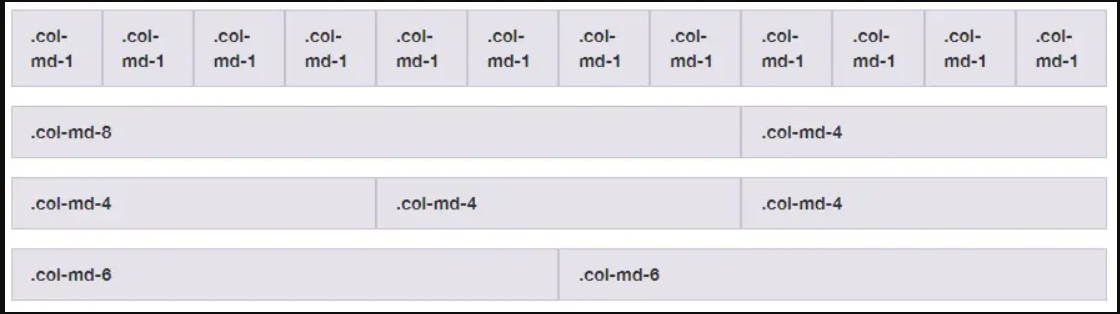 .col- .col- .col- .col- .col- .col- .col- .col- .col- .col- .col- .col-
md-1 md-1 md-1 md-1 md-1 md-1 md-1 md-1 md-1 md-1 md-1 md-1
.col-md-8 .col-md-4
.col-md-4 .col-md-4 .col-md-4
.col-md-6 .col-md-6